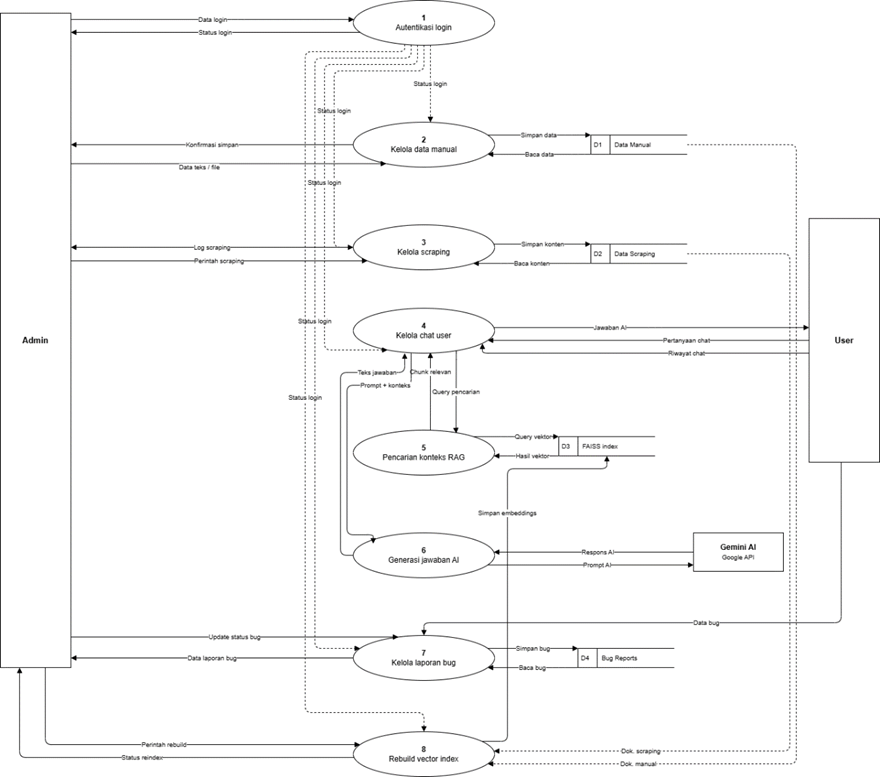 1
Autentikasi login
Data login
Status login
Status login
Status login
2
Kelola data manual
Simpan data
D1 Data Manual
Baca data
Konfirmasi simpan
Data teks / file
Status login
3
Kelola scraping
Simpan konten
D2 Data Scraping
Baca konten
Log scraping
Perintah scraping
Admin
User
Status login
4
Kelola chat user
Jawaban AI
Pertanyaan chat
Riwayat chat
Teks jawaban
Chunk relevan
Prompt + konteks
Query pencarian
Status login
5
Pencarian konteks RAG
Query vektor
D3 FAISS index
Hasil vektor
Simpan embeddings
6
Generasi jawaban AI
Respons AI
Prompt AI
Gemini AI
Google API
Data bug
Update status bug
Data laporan bug
7
Kelola laporan bug
Simpan bug
D4 Bug Reports
Baca bug
Perintah rebuild
Status reindex
8
Rebuild vector index
Dok. scraping
Dok. manual